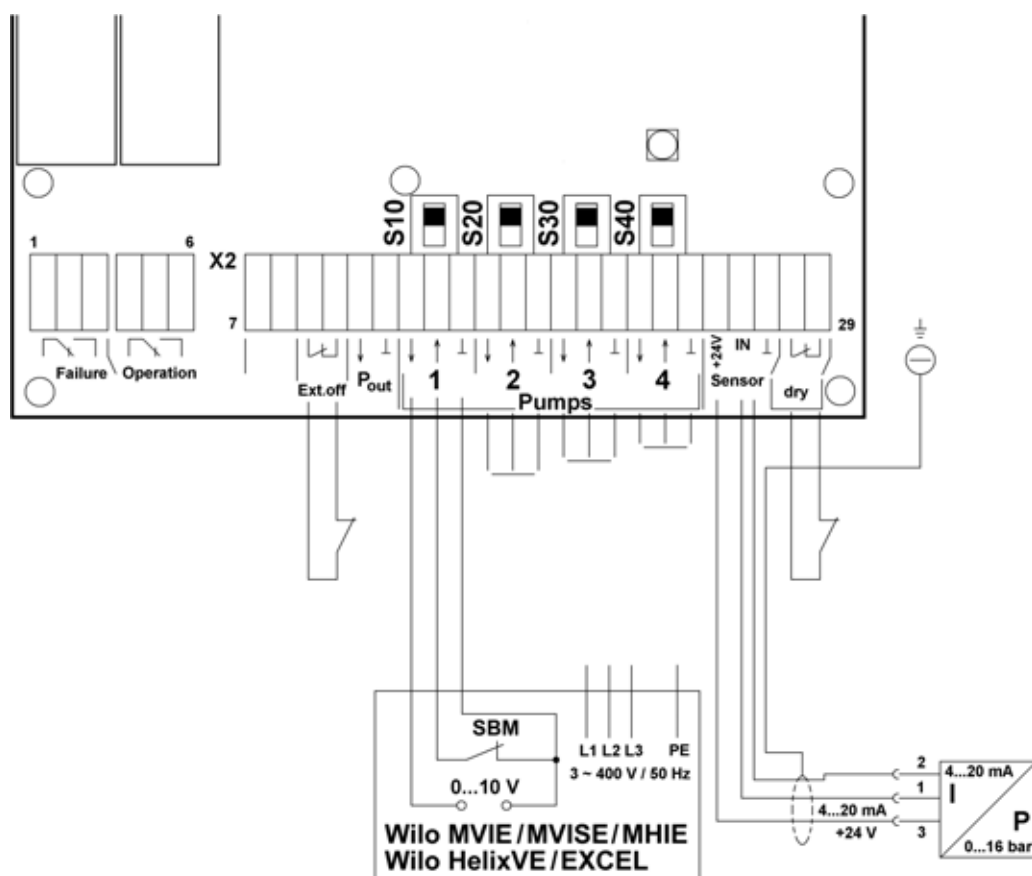 S10
S20
S30
S40
1
6
X2
7
29
Failure
Operation
Ext.off
Pout
1
2
3
4
Pumps
+24V
IN
Sensor
dry
SBM
0...10 V
L1 L2 L3 PE
3 ~ 400 V / 50 Hz
Wilo MVIE/MVISE/MHIE
Wilo HelixVE/EXCEL
2
1
3
4...20 mA
+24 V
4...20 mA
I
P
0...16 bar